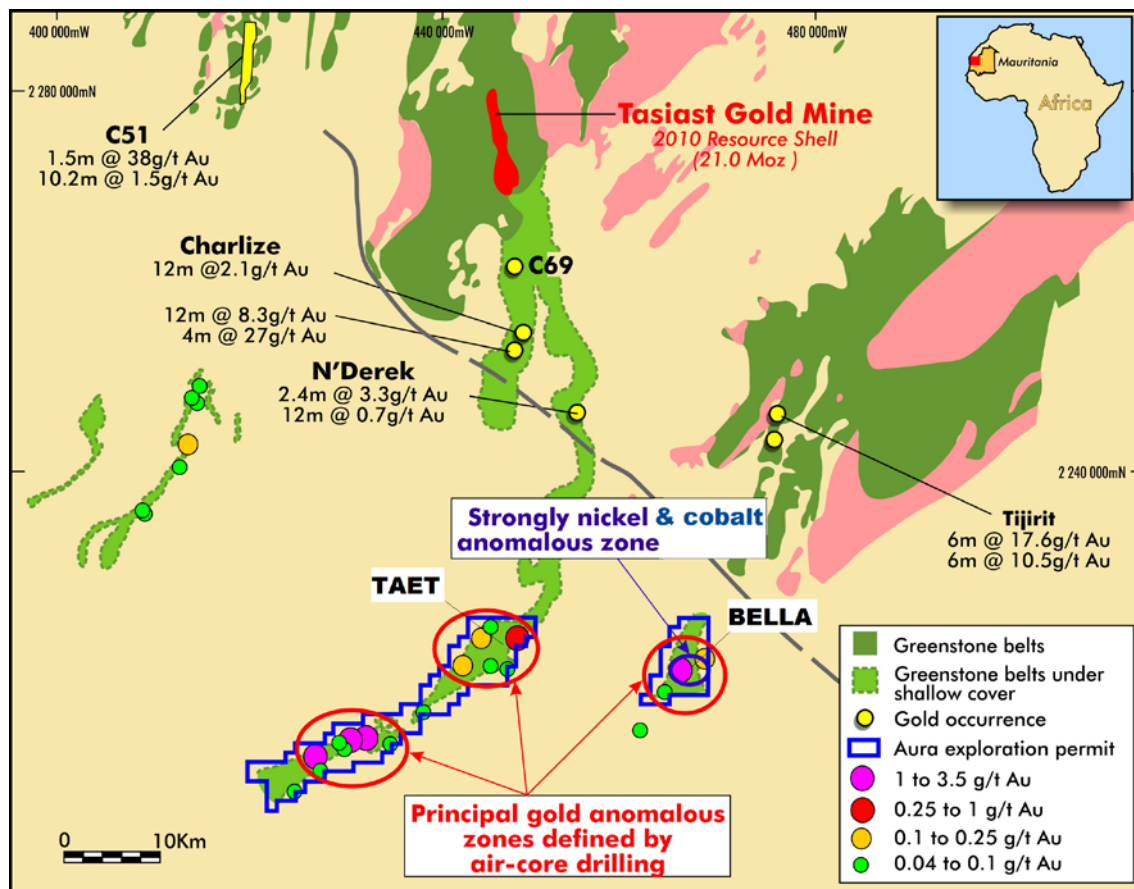 400 000mW
440 000mW
480 000mW
2 280 000mN
C51
1.5m @ 38g/t Au
10.2m @ 1.5g/t Au
Tasiast Gold Mine
2010 Resource Shell
(21.0 Moz )
Mauritania
Africa
Charlize
12m @2.1g/t Au
C69
12m @ 8.3g/t Au
4m @ 27g/t Au
N'Derek
2.4m @ 3.3g/t Au
12m @ 0.7g/t Au
2 240 000mN
Tijirit
6m @ 17.6g/t Au
6m @ 10.5g/t Au
Strongly nickel & cobalt
anomalous zone
TAET
BELLA
Principal gold anomalous
zones defined by
air-core drilling
0 10Km
Greenstone belts
Greenstone belts under
shallow cover
Gold occurrence
Aura exploration permit
1 to 3.5 g/t Au
0.25 to 1 g/t Au
0.1 to 0.25 g/t Au
0.04 to 0.1 g/t Au